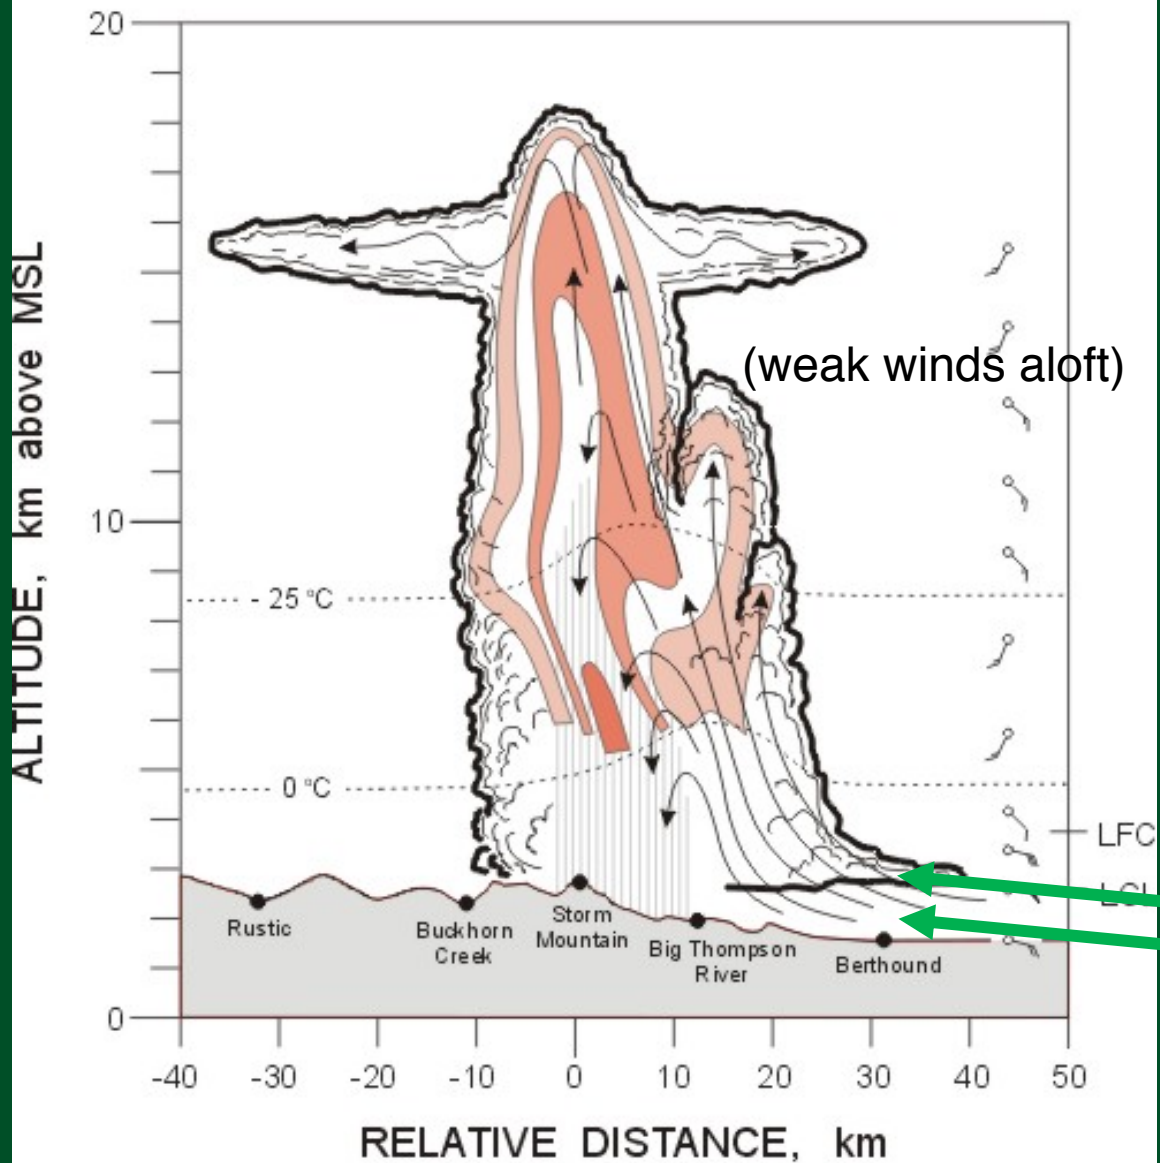 20
(weak winds aloft)
ALTITUDE, km above MSL
10
- 25 °C
0 °C
LFC
LCL
Rustic
Buckhorn
Creek
Storm
Mountain
Big Thompson
River
Berthound
0
-40 -30 -20 -10 0 10 20 30 40 50
RELATIVE DISTANCE, km